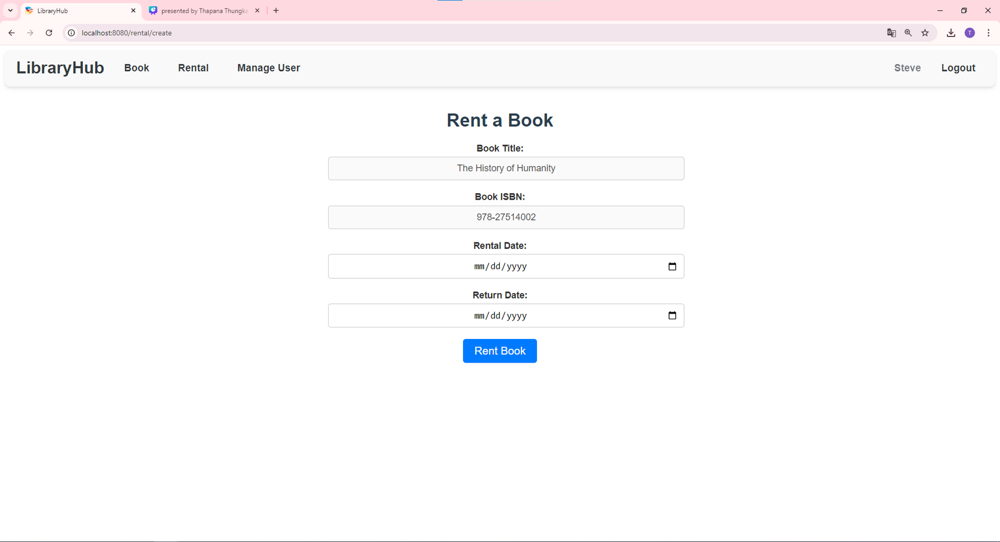 LibraryHub
presented by Thapana Thungka
localhost:8080/rental/create
T
LibraryHub Book Rental Manage User Steve Logout
Rent a Book
Book Title:
The History of Humanity
Book ISBN:
978-27514002
Rental Date:
mm/dd/yyyy
Return Date:
mm/dd/yyyy
Rent Book